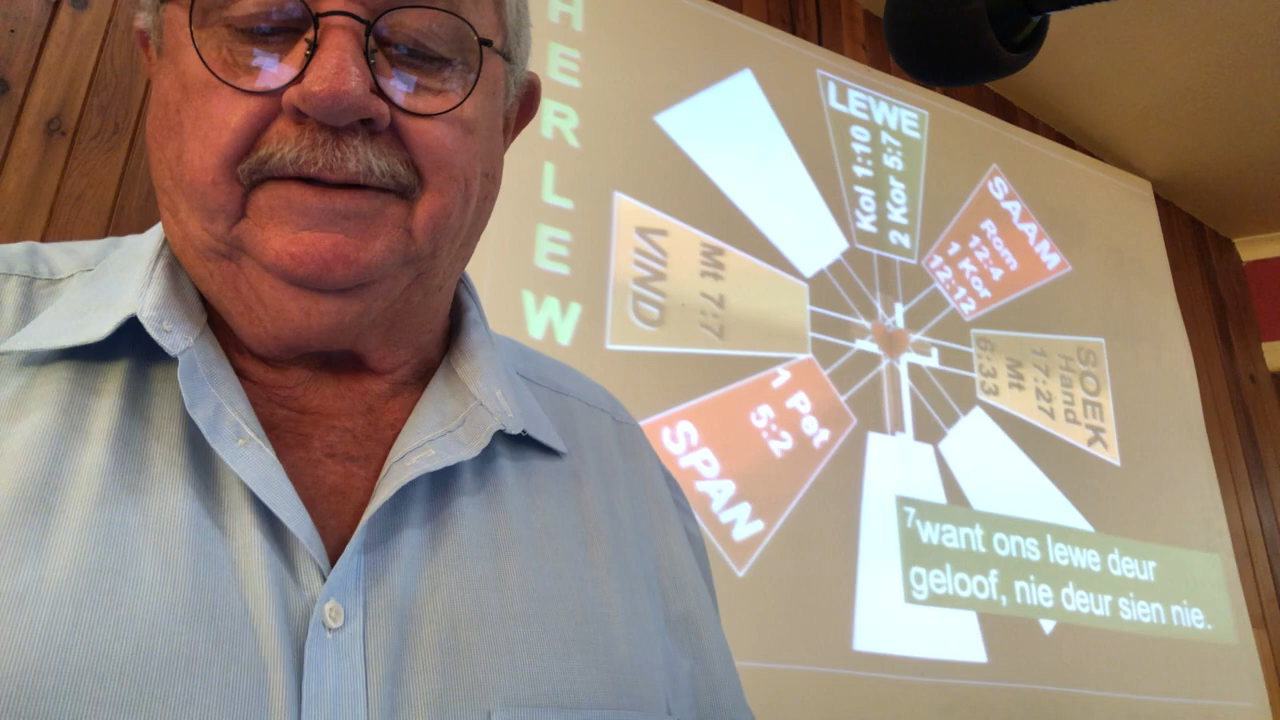 HERLEW
LEWE
Kol 1:10
2 Kor 5:7
SAAM
Rom
12:4
1 Kor
12:12
SOEK
Hand
17:27
Mt
6:33
VIND
Mt 7:7
1 Pet
5:2
SPAN
7want ons lewe deur
geloof, nie deur sien nie.